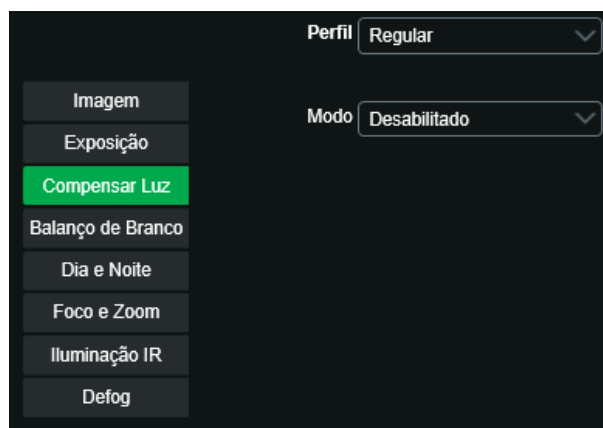 Perfil Regular
Imagem
Modo Desabilitado
Exposição
Compensar Luz
Balanço de Branco
Dia e Noite
Foco e Zoom
Iluminação IR
Defog